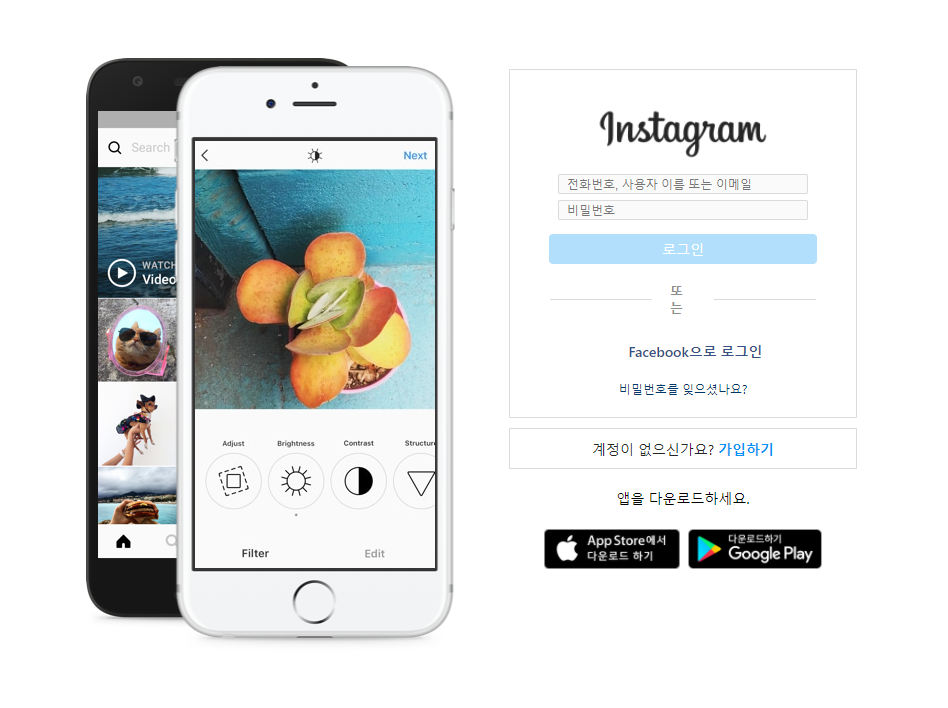 Search
WATCH
Video
Next
Adjust
Brightness
Contrast
Structure
Filter
Edit
Instagram
전화번호, 사용자 이름 또는 이메일
비밀번호
로그인
또
는
Facebook으로 로그인
비밀번호를 잊으셨나요?
계정이 없으신가요? 가입하기
앱을 다운로드하세요.
App Store에서
다운로드 하기
다운로드하기
Google Play